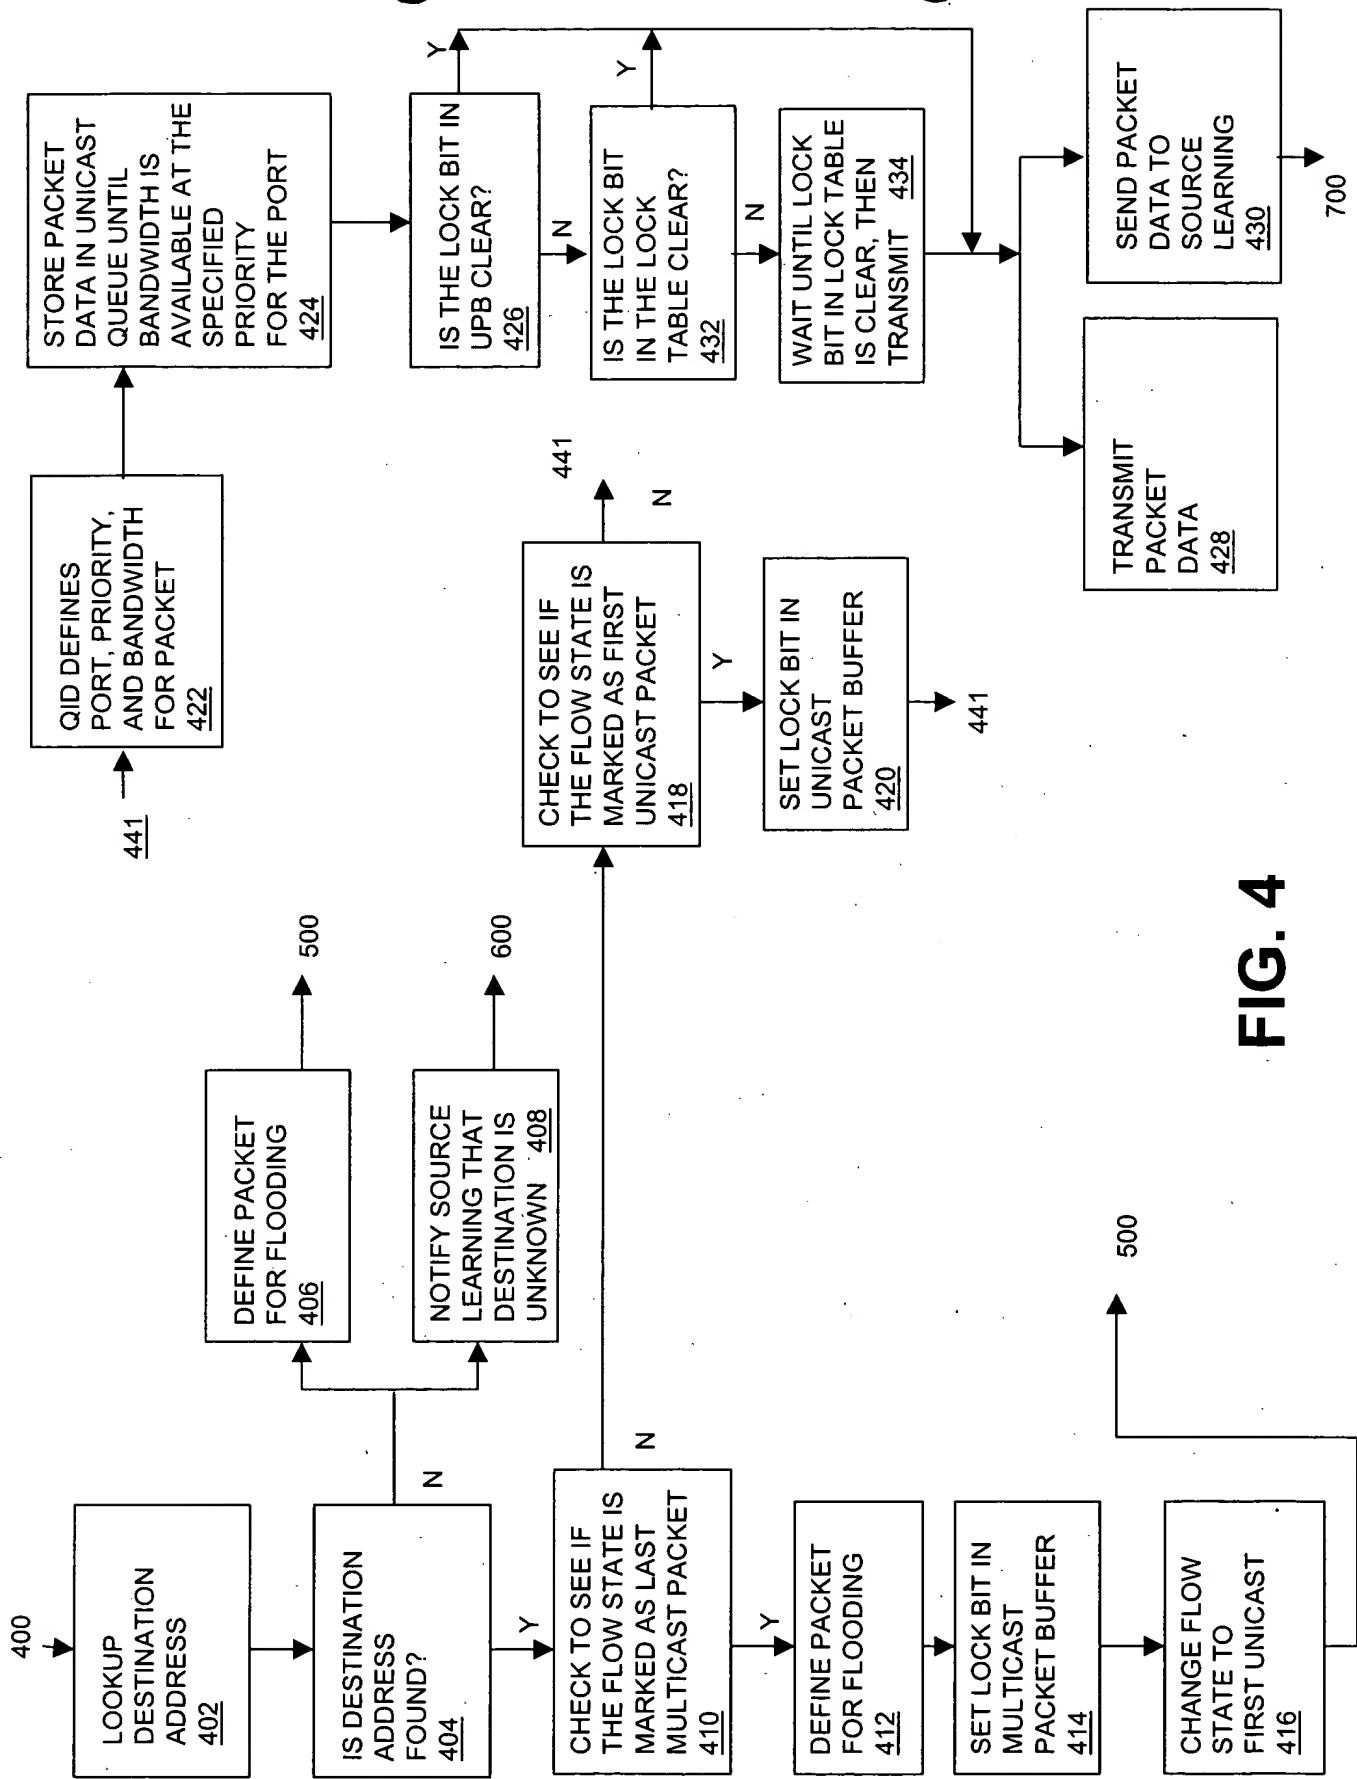 400
LOOKUP
DESTINATION
ADDRESS
402
IS DESTINATION
ADDRESS
FOUND?
404
N
Y
DEFINE PACKET
FOR FLOODING
406
500
NOTIFY SOURCE
LEARNING THAT
DESTINATION IS
UNKNOWN 408
600
CHECK TO SEE IF
THE FLOW STATE IS
MARKED AS LAST
MULTICAST PACKET
410
N
Y
DEFINE PACKET
FOR FLOODING
412
SET LOCK BIT IN
MULTICAST
PACKET BUFFER
414
CHANGE FLOW
STATE TO
FIRST UNICAST
416
500
CHECK TO SEE IF
THE FLOW STATE IS
MARKED AS FIRST
UNICAST PACKET
418
N
441
Y
SET LOCK BIT IN
UNICAST
PACKET BUFFER
420
441
441
QID DEFINES
PORT, PRIORITY,
AND BANDWIDTH
FOR PACKET
422
STORE PACKET
DATA IN UNICAST
QUEUE UNTIL
BANDWIDTH IS
AVAILABLE AT THE
SPECIFIED
PRIORITY
FOR THE PORT
424
IS THE LOCK BIT IN
UPB CLEAR?
426
Y
N
IS THE LOCK BIT
IN THE LOCK
TABLE CLEAR?
432
Y
N
WAIT UNTIL LOCK
BIT IN LOCK TABLE
IS CLEAR, THEN
TRANSMIT 434
TRANSMIT
PACKET
DATA
428
SEND PACKET
DATA TO
SOURCE
LEARNING
430
700
FIG. 4